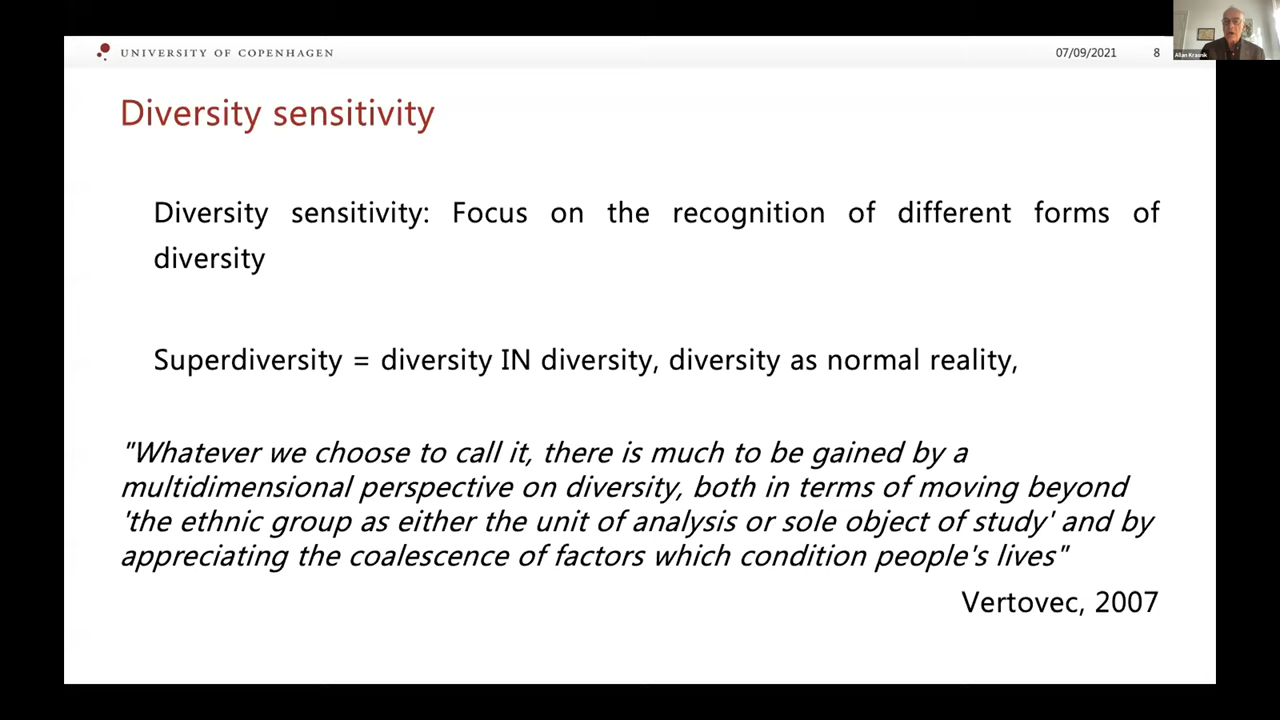 UNIVERSITY OF COPENHAGEN
07/09/2021 8
Allan Krasnik
Diversity sensitivity
Diversity sensitivity: Focus on the recognition of different forms of
diversity
Superdiversity = diversity IN diversity, diversity as normal reality,
"Whatever we choose to call it, there is much to be gained by a
multidimensional perspective on diversity, both in terms of moving beyond
'the ethnic group as either the unit of analysis or sole object of study' and by
appreciating the coalescence of factors which condition people's lives"
Vertovec, 2007